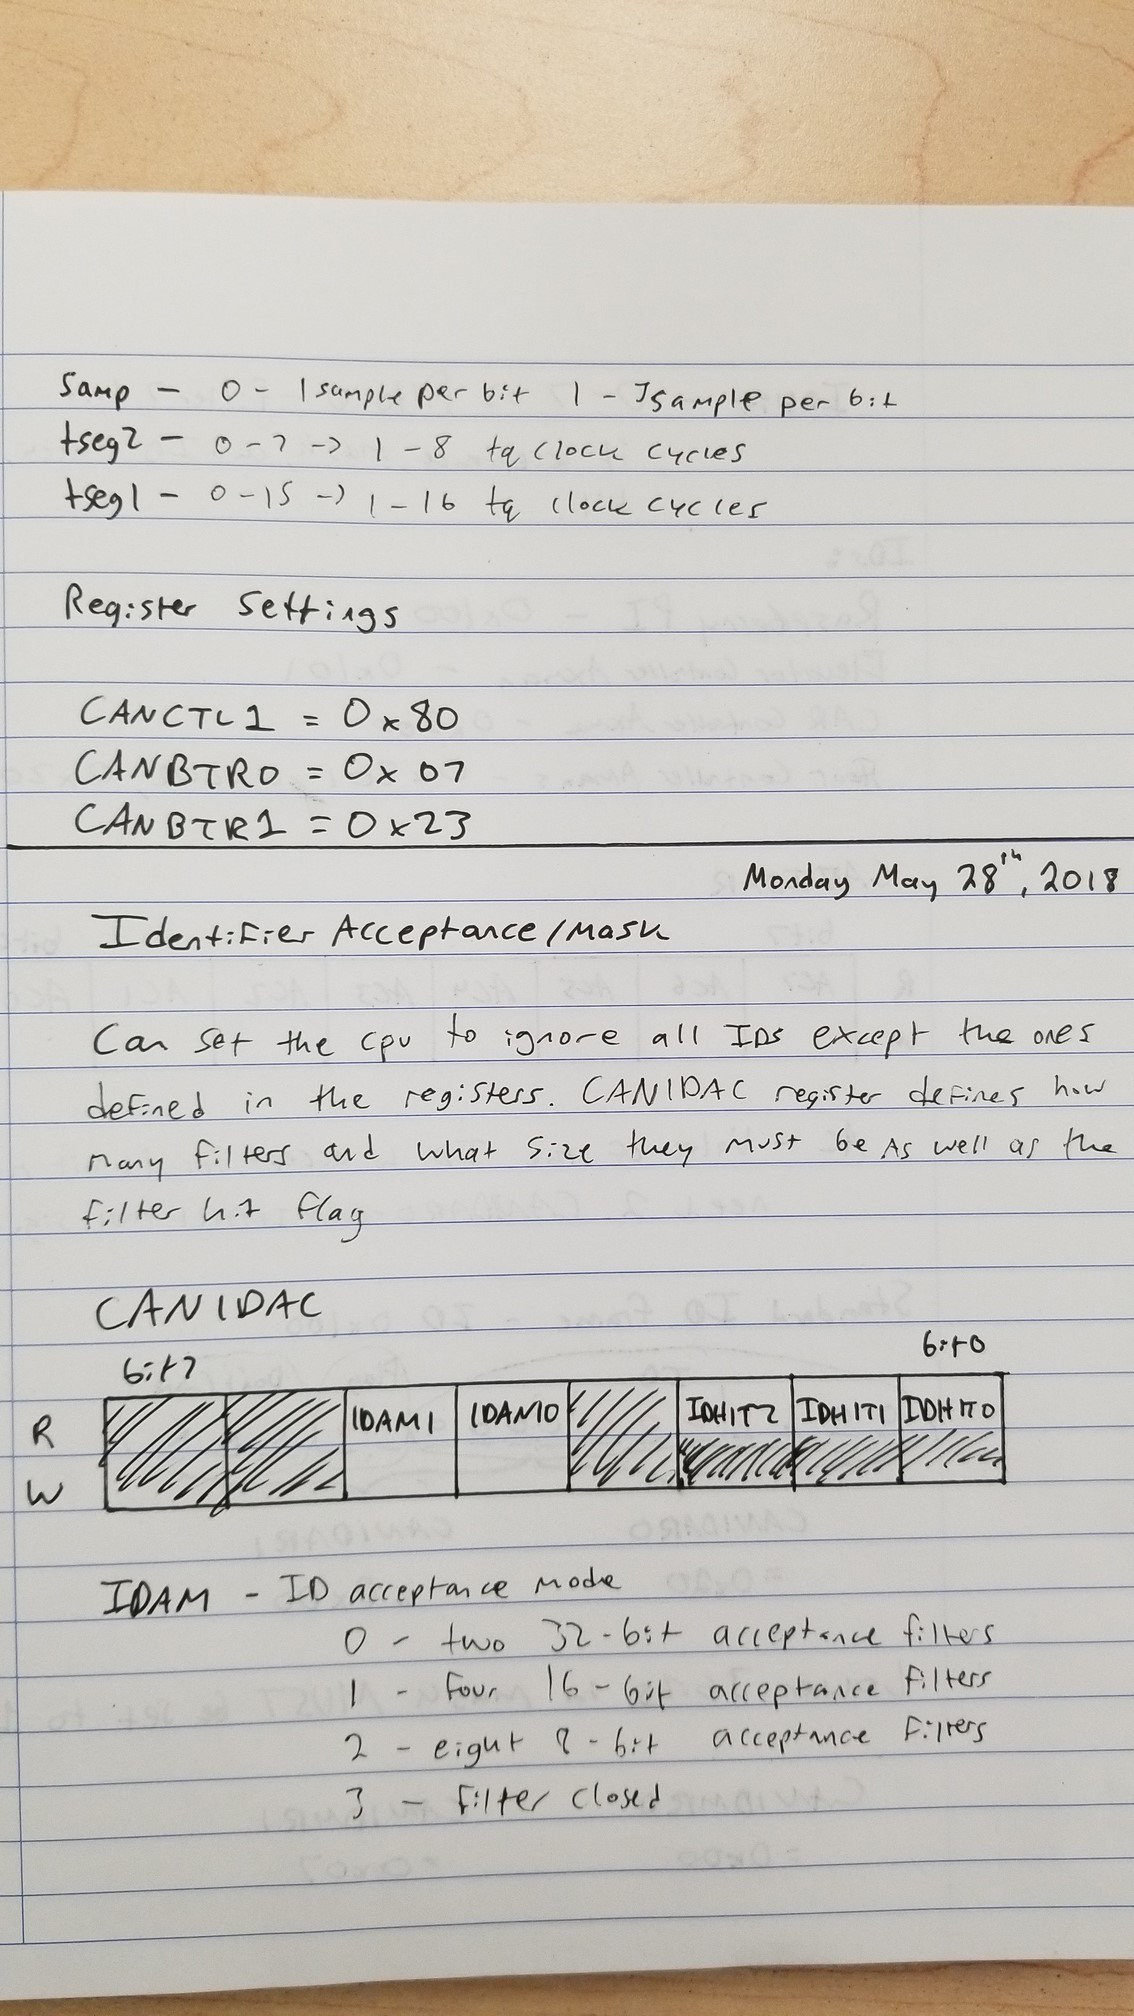 Samp - 0 - 1 sample per bit 1 - 3 sample per bit
tseg2 - 0-7 -> 1-8 tq clock cycles
tseg1 - 0-15 -> 1-16 tq clock cycles
Register Settings
CANCTL1 = 0x80
CANBTR0 = 0x07
CANBTR1 = 0x23
Monday May 28th, 2018
Identifier Acceptance/Mask
Can set the cpu to ignore all IDs except the ones
defined in the registers. CANIDAC register defines how
many filters and what size they must be As well as the
filter hit flag
CANIDAC
bit7 bit0
R IDAM1 IDAM0 IDHIT2 IDHIT1 IDHIT0
W
IDAM - ID acceptance mode
0 - two 32-bit acceptance filters
1 - four 16-bit acceptance filters
2 - eight 8-bit acceptance filters
3 - filter closed